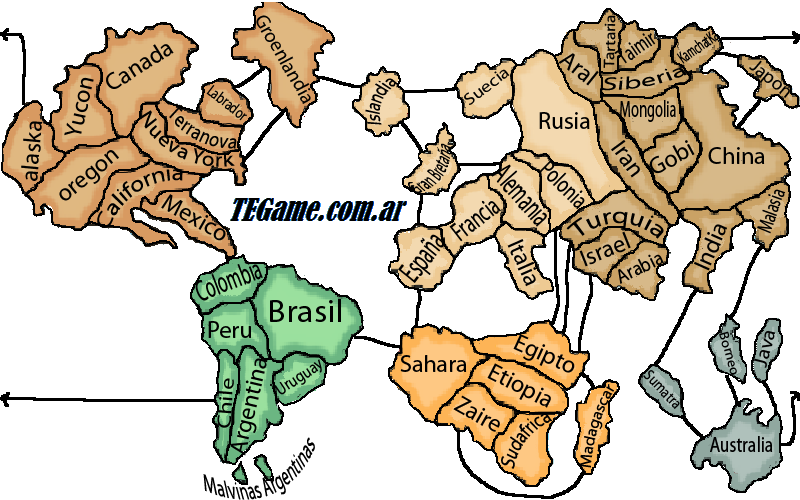 Groenlandia
Canada
Yucon
Labrador
Terranova
Nueva York
alaska
oregon
alifornia
Mexico
Islandia
Suecia
Gran Bretaña
Rusia
Polonia
Alemania
Francia
España
Italia
Aral
Tartaria
Taimir
Kamchatka
Siberia
Japon
Mongolia
Gobi
China
Iran
Turquia
Israel
Arabia
India
Malasia
TEGame.com.ar
Colombia
Brasil
Peru
Chile
Argentina
Uruguay
Malvinas Argentinas
Sahara
Egipto
Etiopia
Zaire
Sudafrica
Madagascar
Sumatra
Borneo
Java
Australia